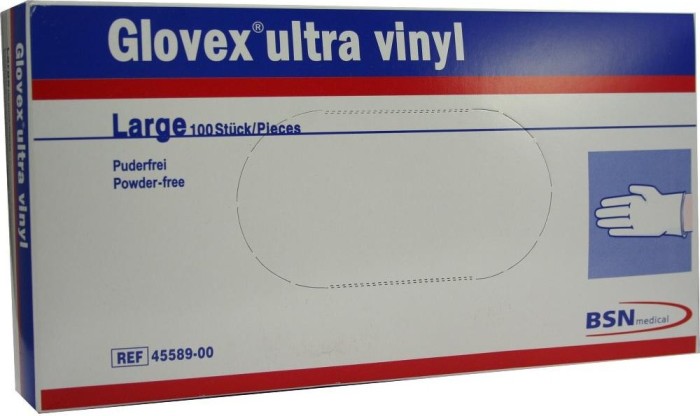 Glovex® ultra vinyl
Large 100 Stück/Pieces
Puderfrei
Powder-free
REF 45589-00
BSN medical
Glovex® ultra vinyl